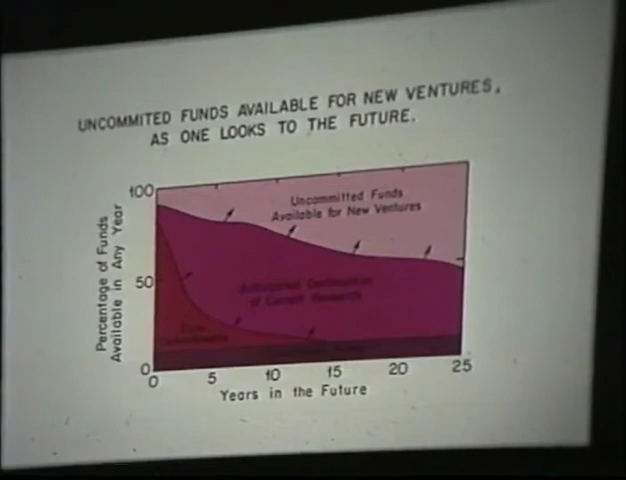 UNCOMMITED FUNDS AVAILABLE FOR NEW VENTURES,
AS ONE LOOKS TO THE FUTURE.
Percentage of Funds
Available in Any Year
100
50
0
Uncommitted Funds
Available for New Ventures
Anticipated Continuation
of Current Research
Firm
Commitments
0 5 10 15 20 25
Years in the Future